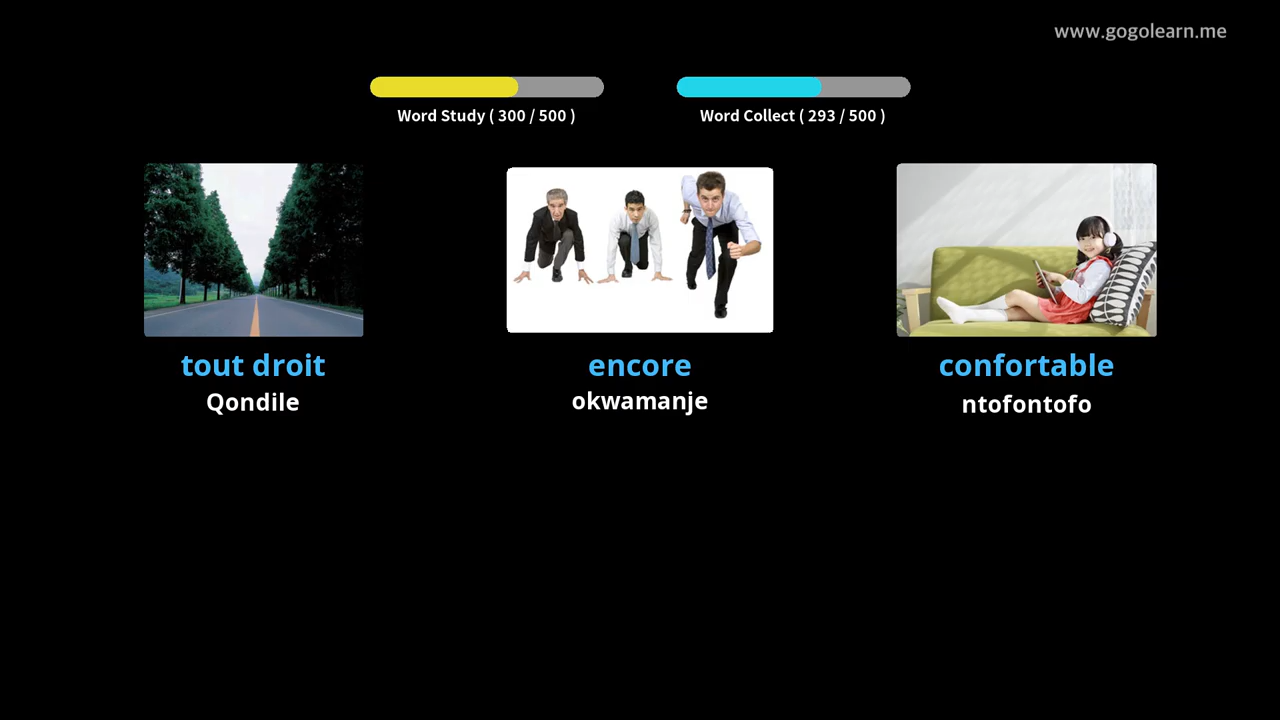 www.gogolearn.me
Word Study ( 300 / 500 )
Word Collect ( 293 / 500 )
tout droit
Qondile
encore
okwamanje
confortable
ntofontofo